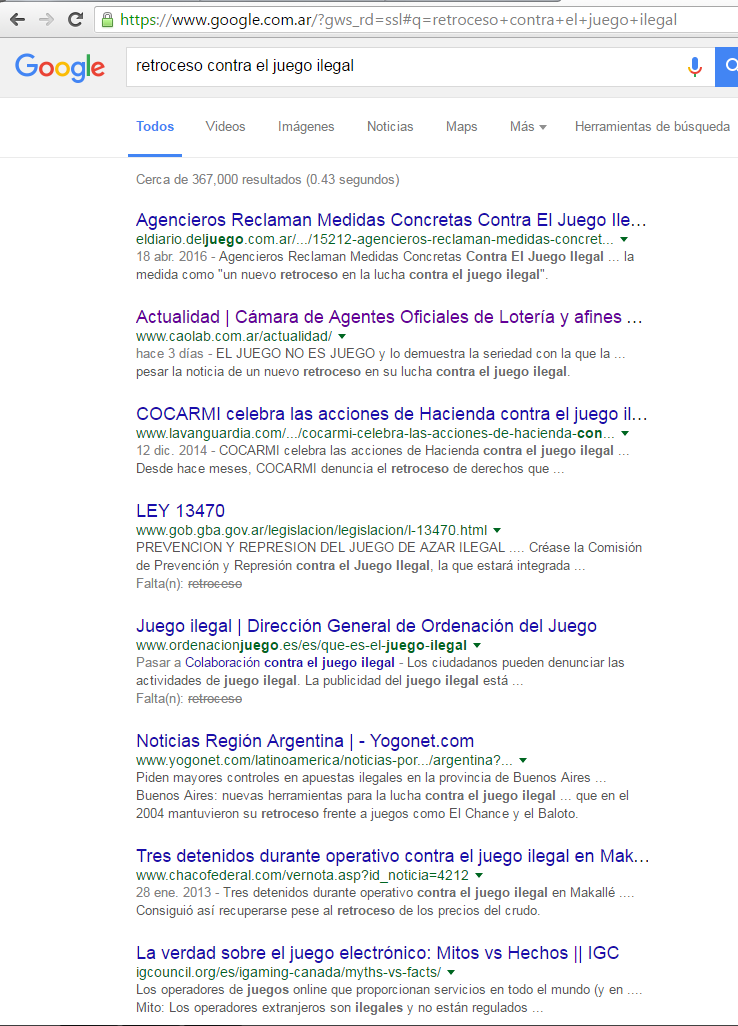 https://www.google.com.ar/?gws_rd=ssl#q=retroceso+contra+el+juego+ilegal
Google
retroceso contra el juego ilegal
Todos Videos Imágenes Noticias Maps Más Herramientas de búsqueda
Cerca de 367,000 resultados (0.43 segundos)
Agencieros Reclaman Medidas Concretas Contra El Juego Ile...
eldiario.deljuego.com.ar/.../15212-agencieros-reclaman-medidas-concret...
18 abr. 2016 - Agencieros Reclaman Medidas Concretas Contra El Juego Ilegal ... la
medida como "un nuevo retroceso en la lucha contra el juego ilegal".
Actualidad | Cámara de Agentes Oficiales de Lotería y afines ...
www.caolab.com.ar/actualidad/
hace 3 días - EL JUEGO NO ES JUEGO y lo demuestra la seriedad con la que la ...
pesar la noticia de un nuevo retroceso en su lucha contra el juego ilegal.
COCARMI celebra las acciones de Hacienda contra el juego il...
www.lavanguardia.com/.../cocarmi-celebra-las-acciones-de-hacienda-con...
12 dic. 2014 - COCARMI celebra las acciones de Hacienda contra el juego ilegal ...
Desde hace meses, COCARMI denuncia el retroceso de derechos que ...
LEY 13470
www.gob.gba.gov.ar/legislacion/legislacion/l-13470.html
PREVENCION Y REPRESION DEL JUEGO DE AZAR ILEGAL .... Créase la Comisión
de Prevención y Represión contra el Juego Ilegal, la que estará integrada ...
Falta(n): retroceso
Juego ilegal | Dirección General de Ordenación del Juego
www.ordenacionjuego.es/es/que-es-el-juego-ilegal
Pasar a Colaboración contra el juego ilegal - Los ciudadanos pueden denunciar las
actividades de juego ilegal. La publicidad del juego ilegal está ...
Falta(n): retroceso
Noticias Región Argentina | - Yogonet.com
www.yogonet.com/latinoamerica/noticias-por.../argentina?...
Piden mayores controles en apuestas ilegales en la provincia de Buenos Aires ...
Buenos Aires: nuevas herramientas para la lucha contra el juego ilegal ... que en el
2004 mantuvieron su retroceso frente a juegos como El Chance y el Baloto.
Tres detenidos durante operativo contra el juego ilegal en Mak...
www.chacofederal.com/vernota.asp?id_noticia=4212
28 ene. 2013 - Tres detenidos durante operativo contra el juego ilegal en Makallé ....
Consiguió así recuperarse pese al retroceso de los precios del crudo.
La verdad sobre el juego electrónico: Mitos vs Hechos || IGC
igcouncil.org/es/igaming-canada/myths-vs-facts/
Los operadores de juegos online que proporcionan servicios en todo el mundo (y en ....
Mito: Los operadores extranjeros son ilegales y no están regulados ...